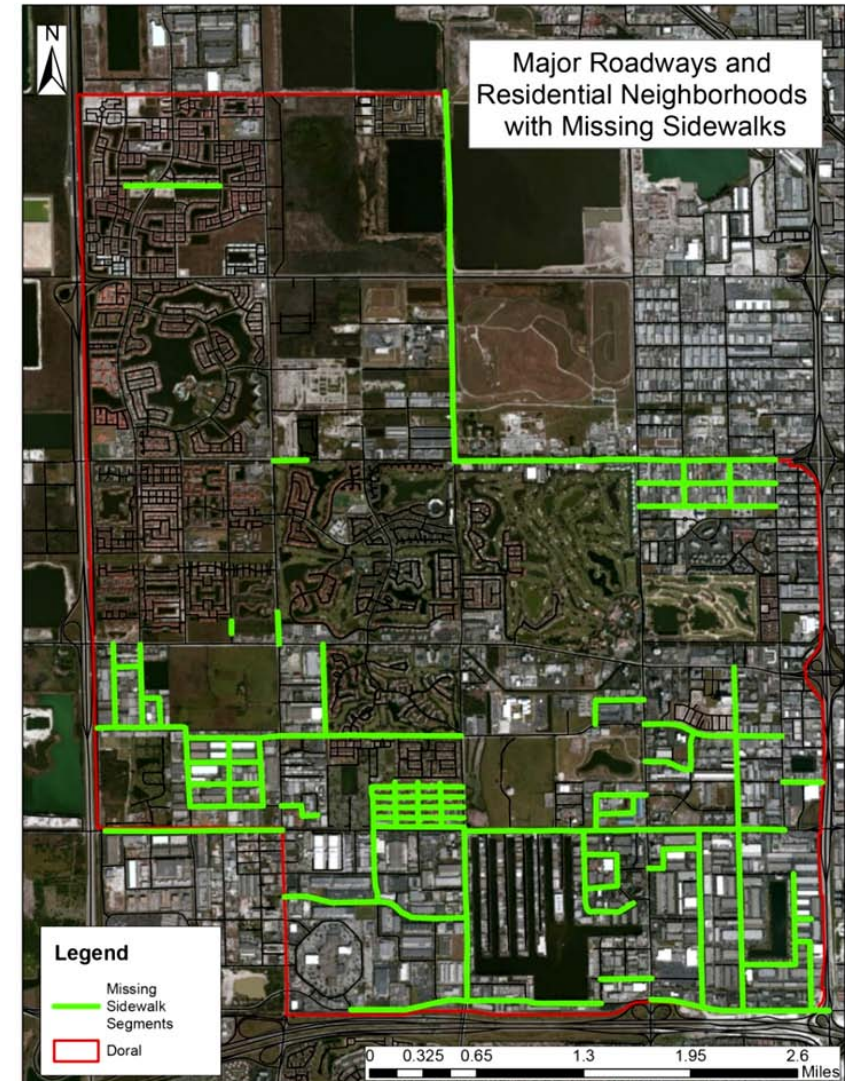 N
Major Roadways and
Residential Neighborhoods
with Missing Sidewalks
Legend
Missing
Sidewalk
Segments
Doral
0 0.325 0.65 1.3 1.95 2.6
Miles